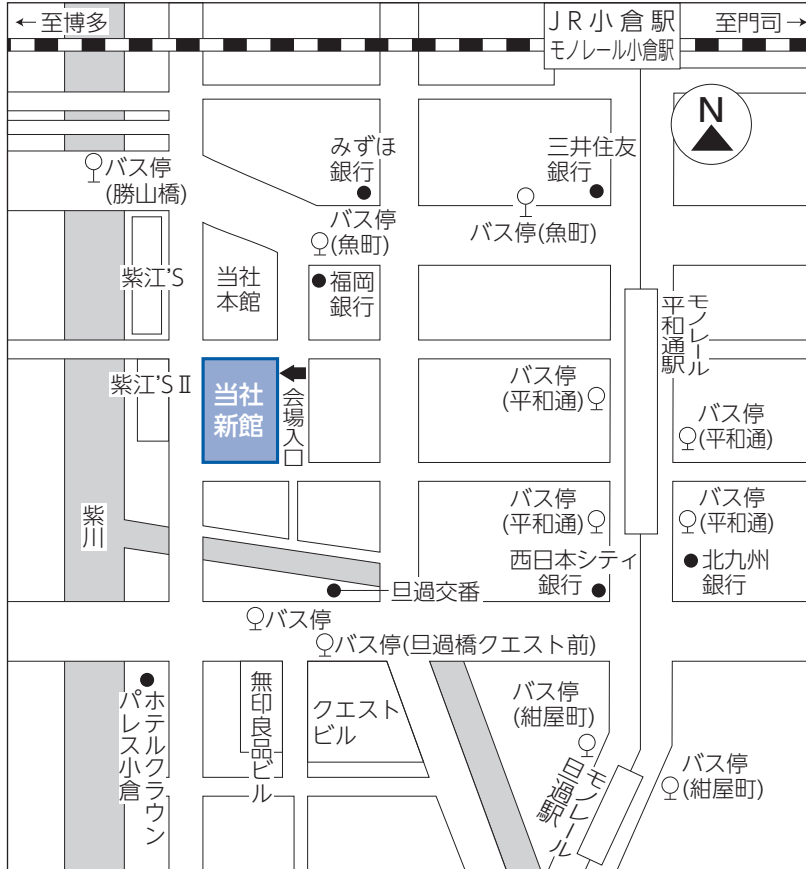 ←至博多
JR小倉駅
モノレール小倉駅
至門司→
N
みずほ
銀行
三井住友
銀行
バス停
(勝山橋)
バス停
(魚町)
バス停(魚町)
紫江'S
当社
本館
福岡
銀行
モノレール
平和通駅
紫江'SⅡ
当社
新館
会場入口
バス停
(平和通)
バス停
(平和通)
紫川
バス停
(平和通)
バス停
(平和通)
西日本シティ
銀行
北九州
銀行
旦過交番
バス停
バス停(旦過橋クエスト前)
ホテルクラウン
パレス小倉
無印良品ビル
クエスト
ビル
バス停
(紺屋町)
モノレール
旦過駅
バス停
(紺屋町)